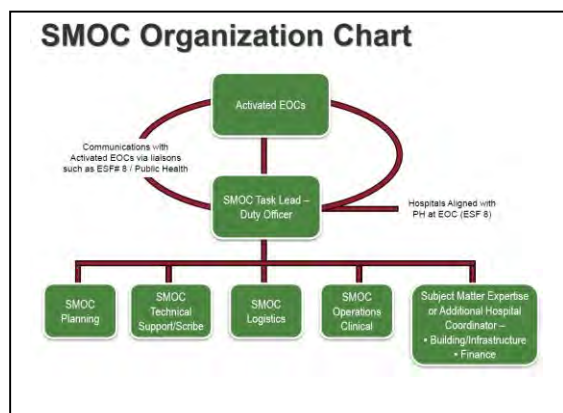 SMOC Organization Chart
Activated EOCs
Communications with
Activated EOCs via liaisons
such as ESF# 8 / Public Health
SMOC Task Lead –
Duty Officer
Hospitals Aligned with
PH at EOC (ESF 8)
SMOC
Planning
SMOC
Technical
Support/Scribe
SMOC
Logistics
SMOC
Operations
Clinical
Subject Matter Expertise
or Additional Hospital
Coordinator –
• Building/Infrastructure
• Finance